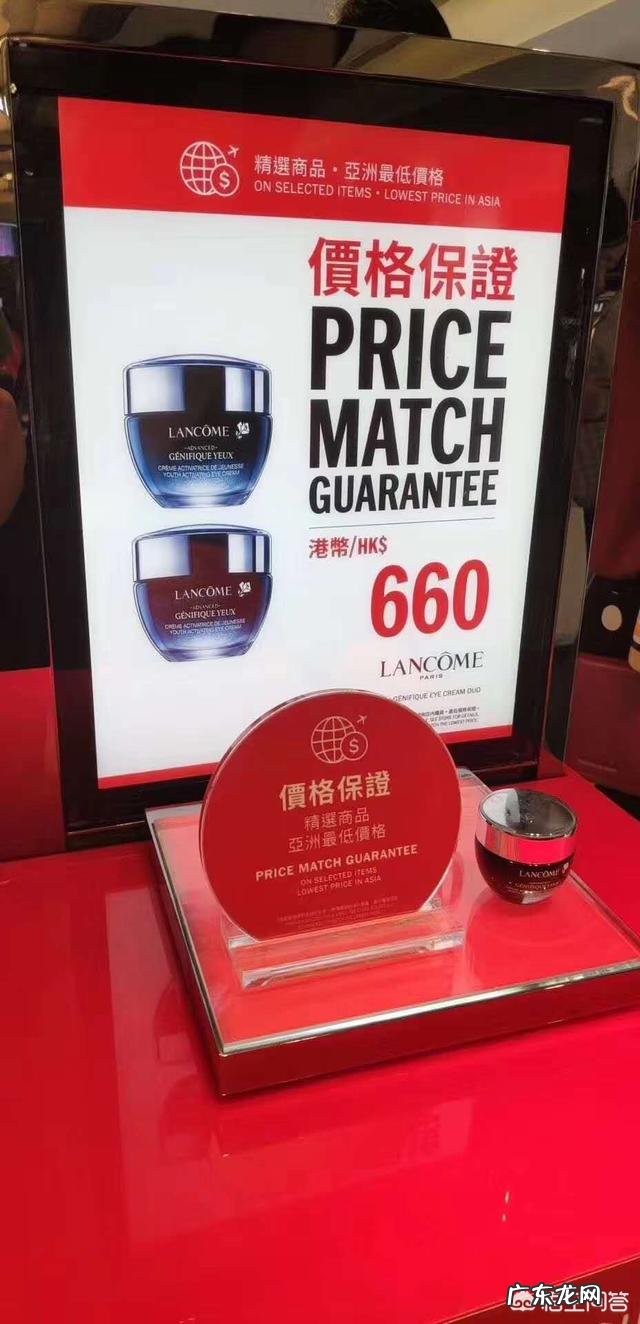 精選商品·亞洲最低價格
ON SELECTED ITEMS · LOWEST PRICE IN ASIA
價格保證
PRICE
MATCH
GUARANTEE
港幣/HK$
660
LANCÔME
PARIS
GÉNIFIQUE EYE CREAM DUO
LANCÔME
ADVANCED
GÉNIFIQUE YEUX
CRÈME ACTIVATRICE DE JEUNESSE
YOUTH ACTIVATING EYE CREAM
LANCÔME
ADVANCED
GÉNIFIQUE YEUX
CRÈME ACTIVATRICE DE JEUNESSE
YOUTH ACTIVATING EYE CREAM
價格保證
精選商品
亞洲最低價格
PRICE MATCH GUARANTEE
ON SELECTED ITEMS
LOWEST PRICE IN ASIA
LANCÔME
广东龙网
悟空问答